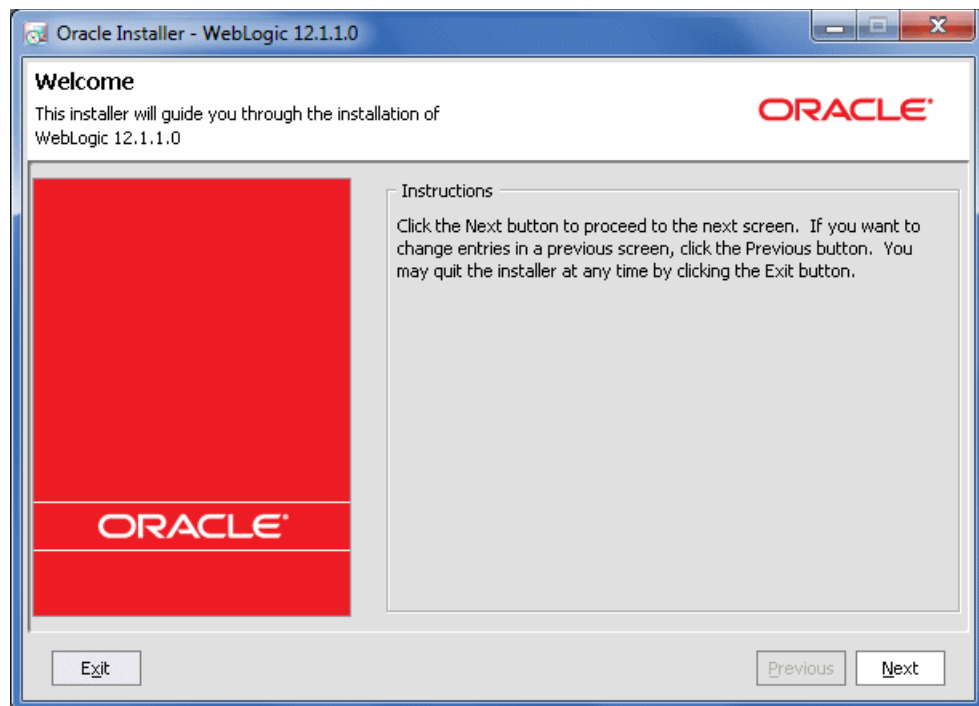 Oracle Installer - WebLogic 12.1.1.0
Welcome
This installer will guide you through the installation of
WebLogic 12.1.1.0
ORACLE
Instructions
Click the Next button to proceed to the next screen. If you want to
change entries in a previous screen, click the Previous button. You
may quit the installer at any time by clicking the Exit button.
ORACLE
Exit
Previous
Next